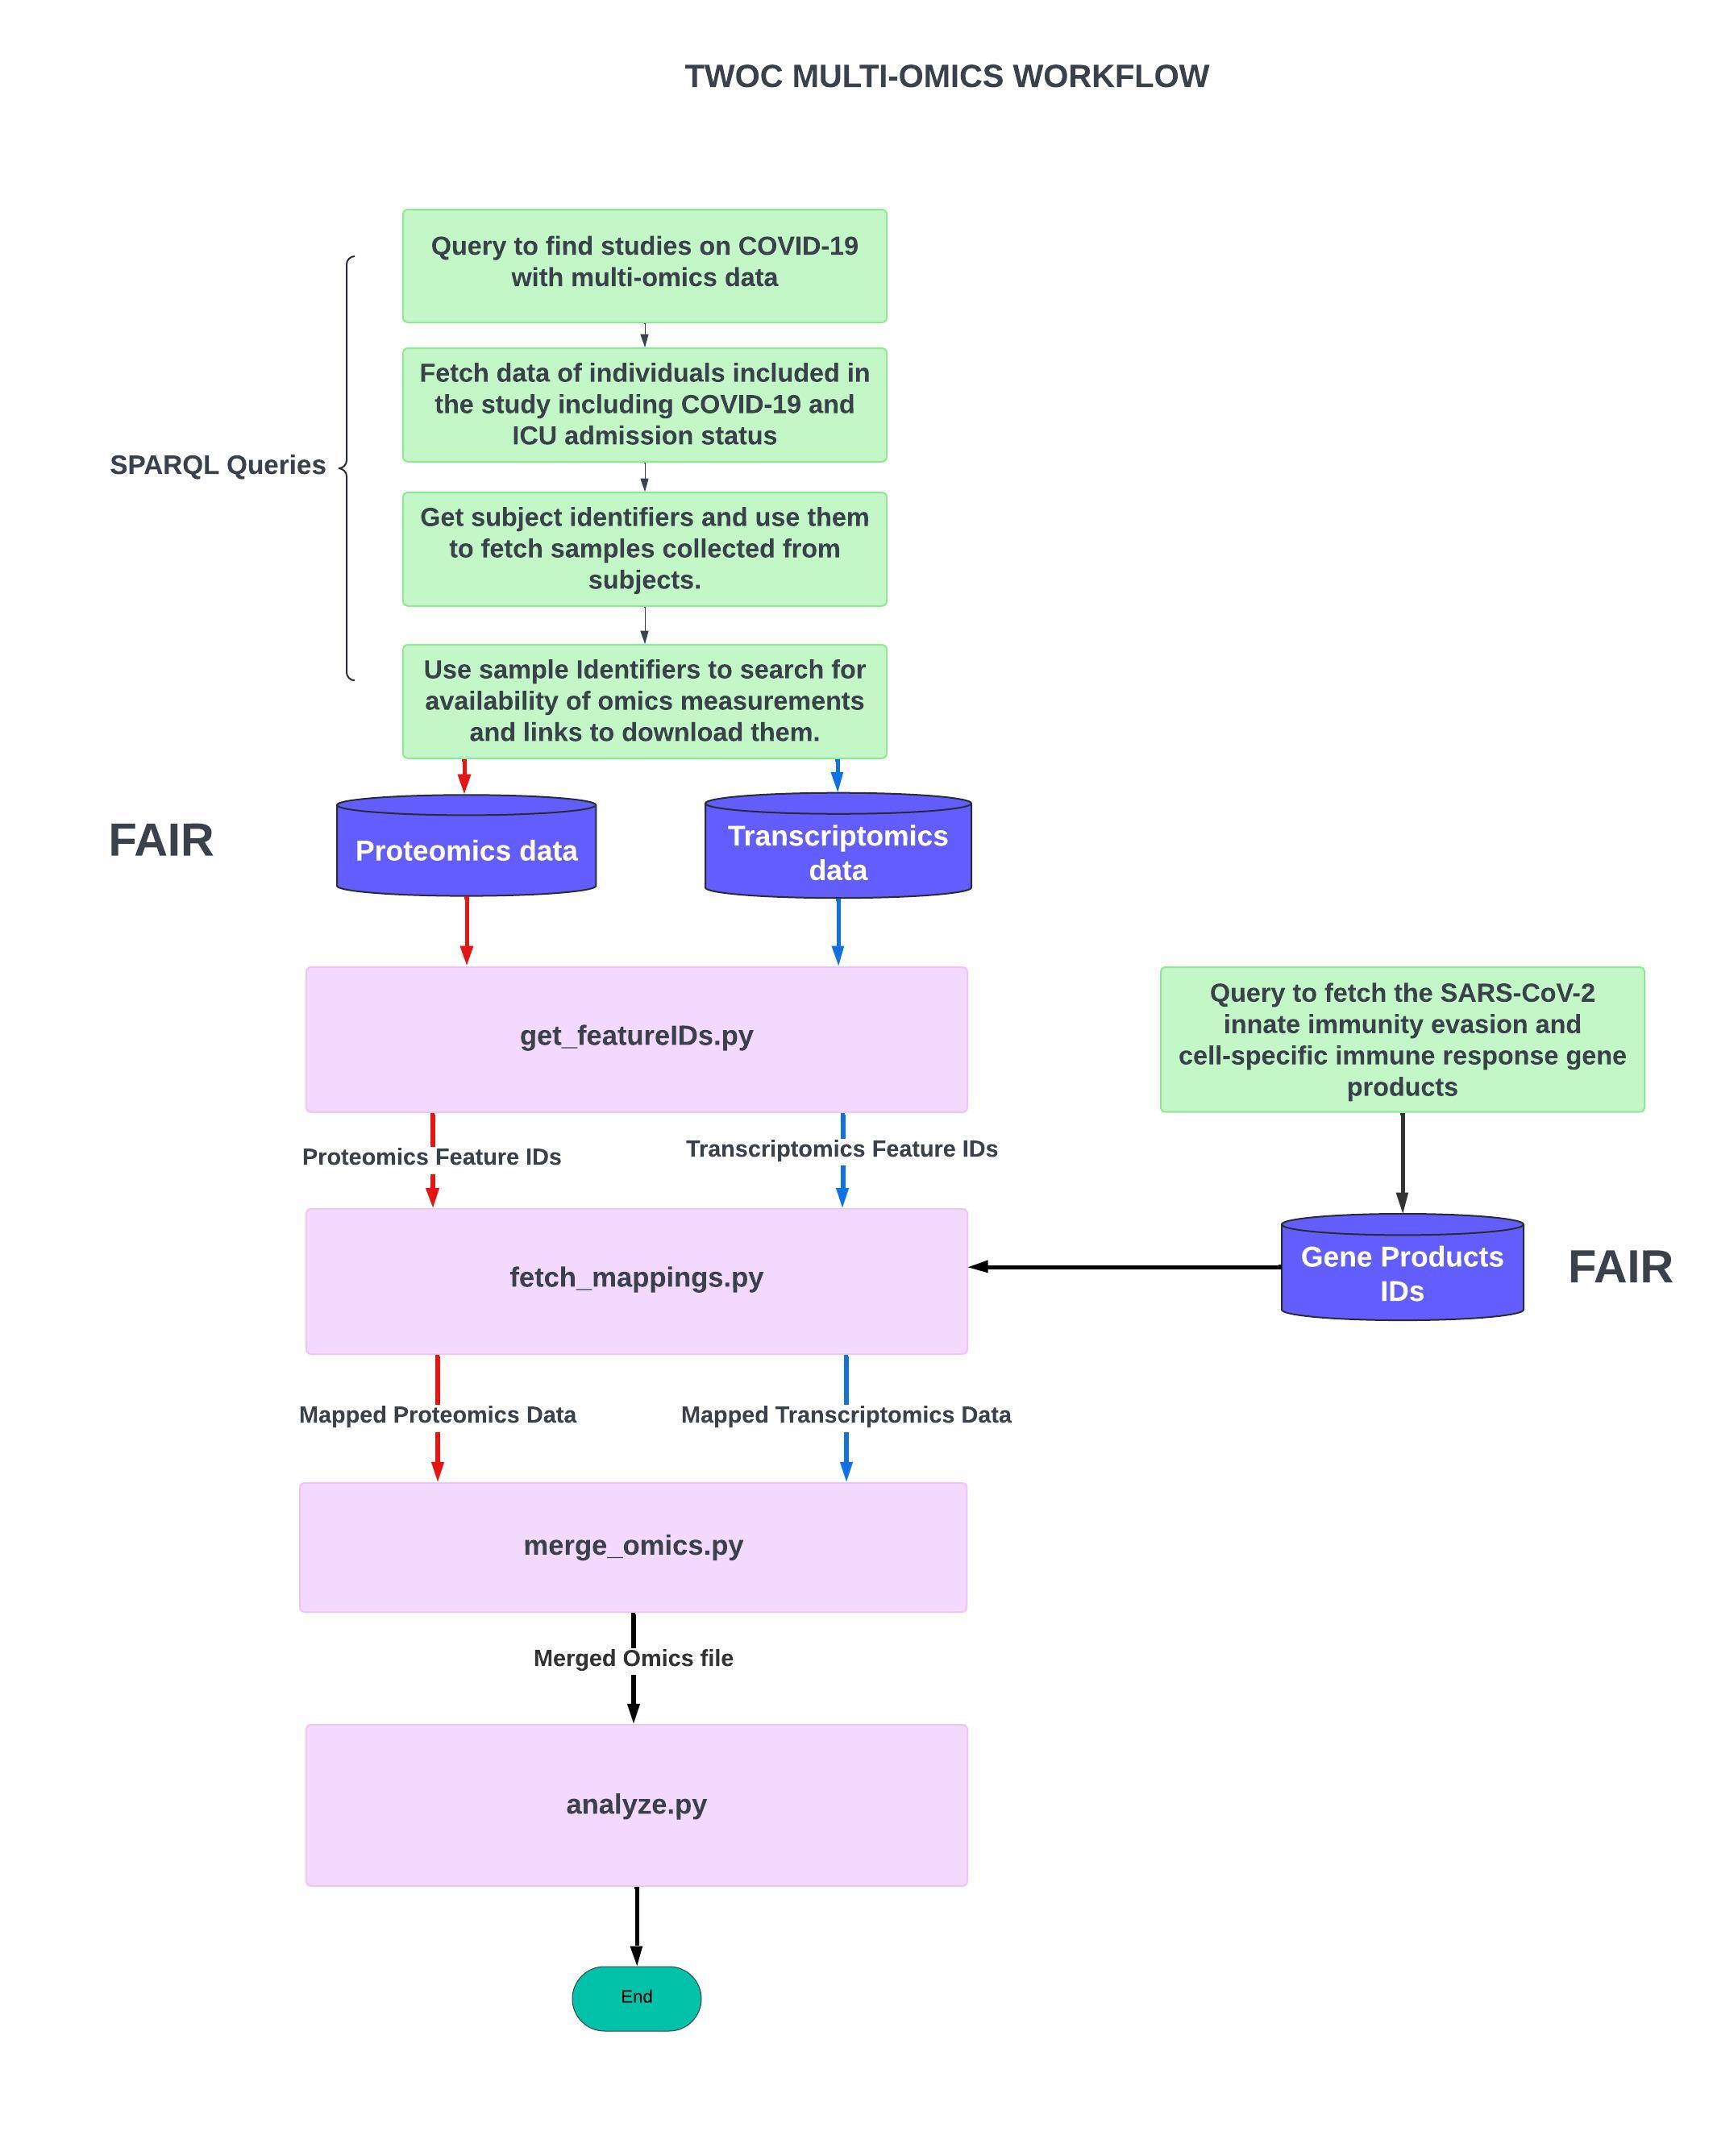 TWOC MULTI-OMICS WORKFLOW
Query to find studies on COVID-19
with multi-omics data
Fetch data of individuals included in
the study including COVID-19 and
ICU admission status
SPARQL Queries
Get subject identifiers and use them
to fetch samples collected from
subjects.
Use sample Identifiers to search for
availability of omics measurements
and links to download them.
FAIR
Proteomics data
Transcriptomics
data
get_featureIDs.py
Query to fetch the SARS-CoV-2
innate immunity evasion and
cell-specific immune response gene
products
Proteomics Feature IDs
Transcriptomics Feature IDs
fetch_mappings.py
Gene Products
IDs
FAIR
Mapped Proteomics Data
Mapped Transcriptomics Data
merge_omics.py
Merged Omics file
analyze.py
End